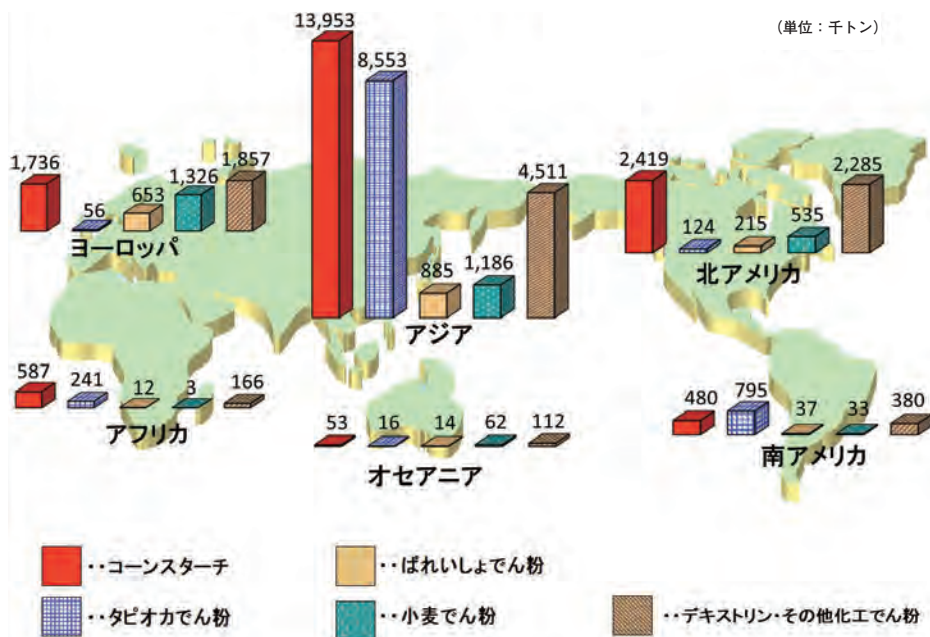 (単位：千トン)
13,953
8,553
885
1,186
4,511
アジア
1,736
56
653
1,326
1,857
ヨーロッパ
2,419
124
215
535
2,285
北アメリカ
587
241
12
3
166
アフリカ
53
16
14
62
112
オセアニア
480
795
37
33
380
南アメリカ
‥コーンスターチ
‥ばれいしょでん粉
‥タピオカでん粉
‥小麦でん粉
‥デキストリン・その他化工でん粉